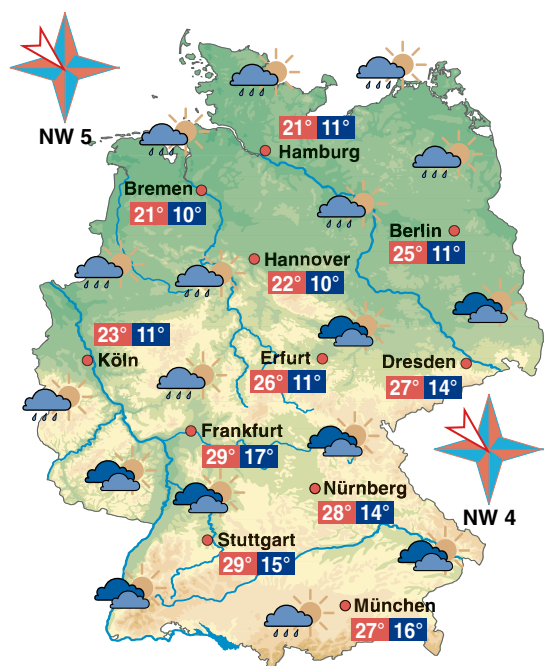 NW 5
21° 11°
Hamburg
Bremen
21° 10°
Berlin
25° 11°
Hannover
22° 10°
23° 11°
Köln
Erfurt
26° 11°
Dresden
27° 14°
Frankfurt
29° 17°
Nürnberg
28° 14°
NW 4
Stuttgart
29° 15°
München
27° 16°